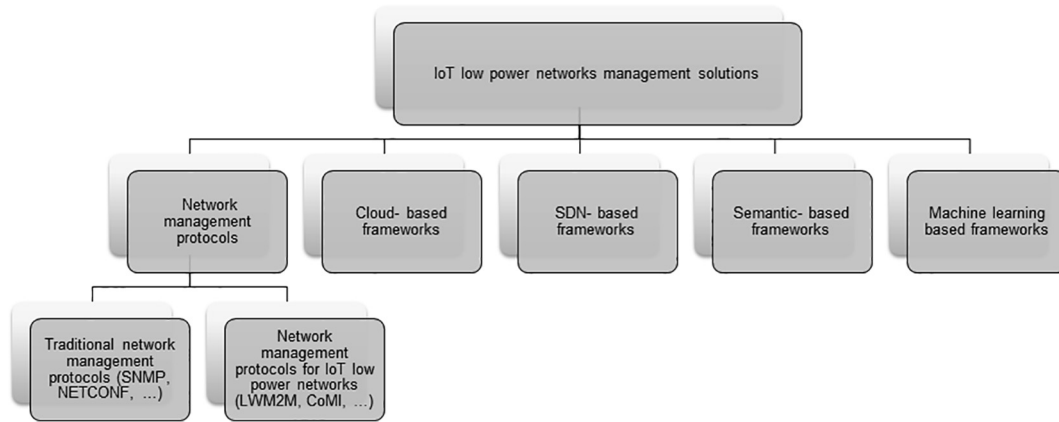 IoT low power networks management solutions
Network
management
protocols
Cloud- based
frameworks
SDN- based
frameworks
Semantic- based
frameworks
Machine learning
based frameworks
Traditional network
management
protocols (SNMP,
NETCONF, ...)
Network
management
protocols for IoT low
power networks
(LWM2M, CoMI, ...)